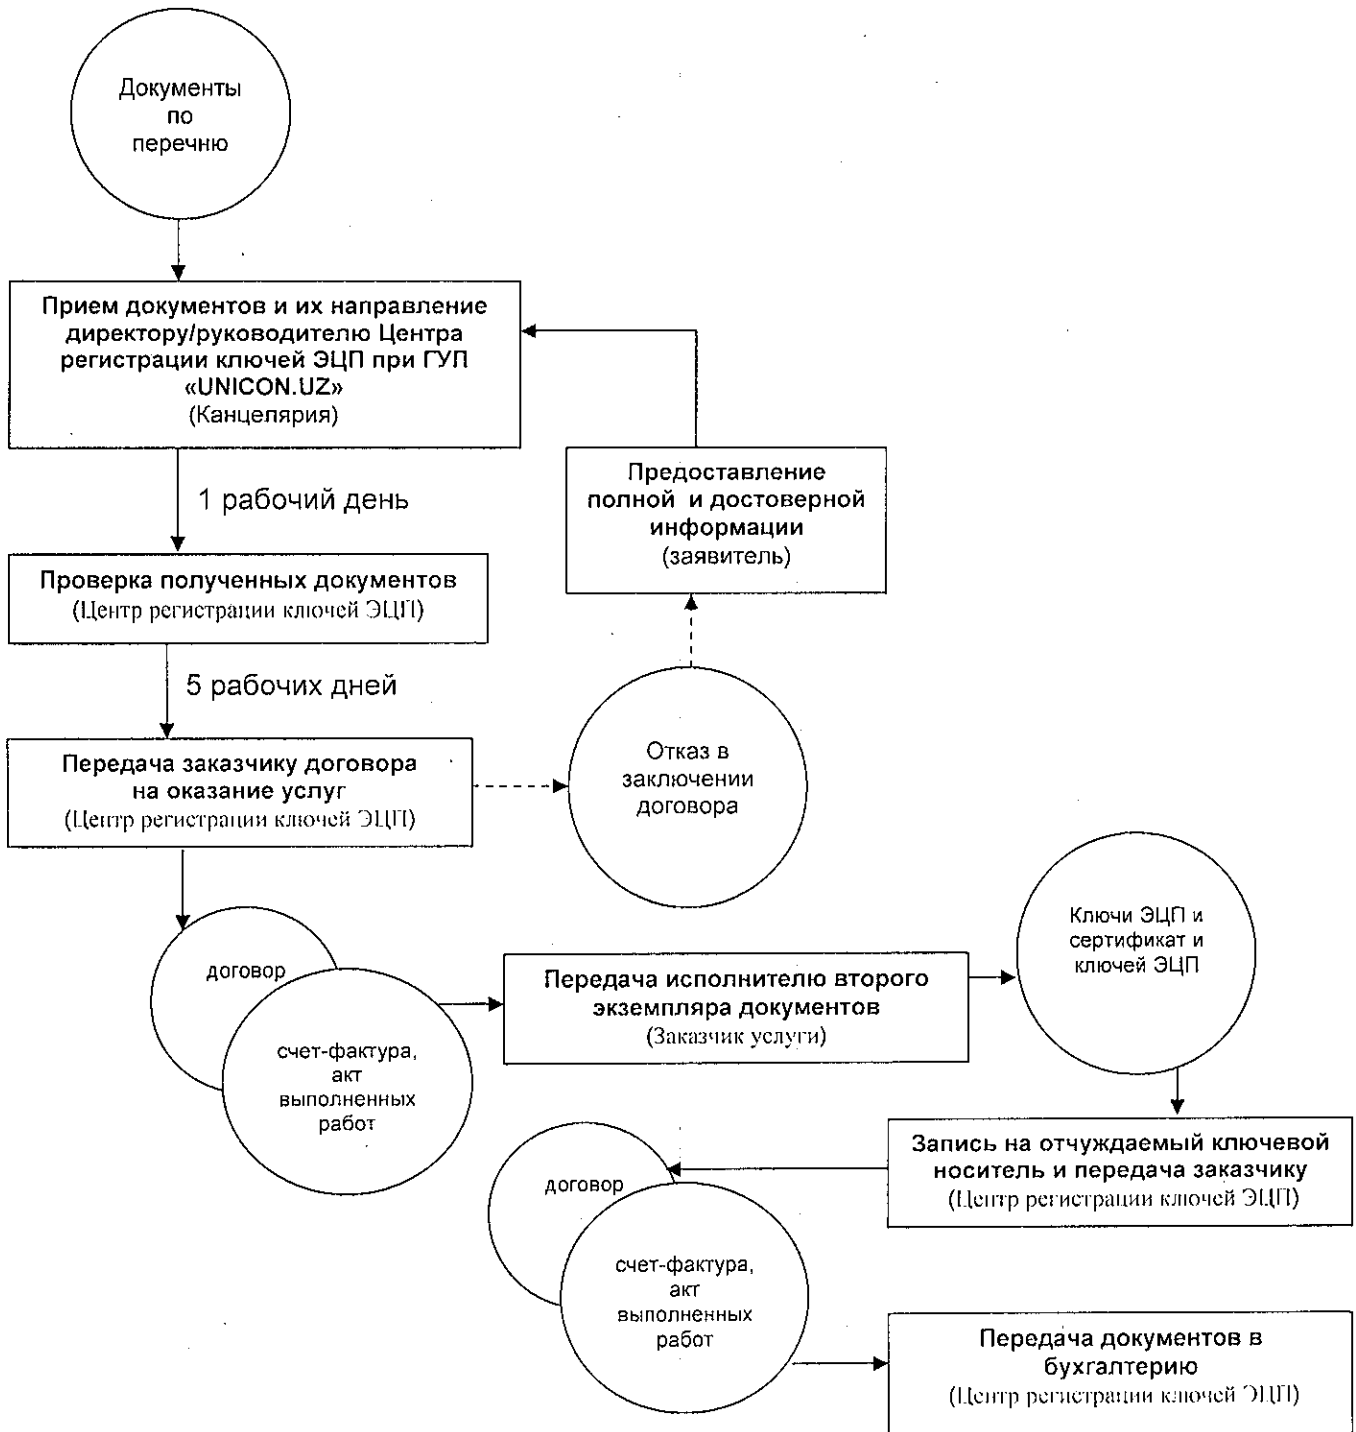 Документы
по
перечню
Прием документов и их направление
директору/руководителю Центра
регистрации ключей ЭЦП при ГУП
«UNICON.UZ»
(Канцелярия)
1 рабочий день
Предоставление
полной и достоверной
информации
(заявитель)
Проверка полученных документов
(Центр регистрации ключей ЭЦП)
5 рабочих дней
Передача заказчику договора
на оказание услуг
(Центр регистрации ключей ЭЦП)
Отказ в
заключении
договора
договор
счет-фактура,
акт
выполненных
работ
Передача исполнителю второго
экземпляра документов
(Заказчик услуги)
Ключи ЭЦП и
сертификат и
ключей ЭЦП
Запись на отчуждаемый ключевой
носитель и передача заказчику
(Центр регистрации ключей ЭЦП)
договор
счет-фактура,
акт
выполненных
работ
Передача документов в
бухгалтерию
(Центр регистрации ключей ЭЦП)